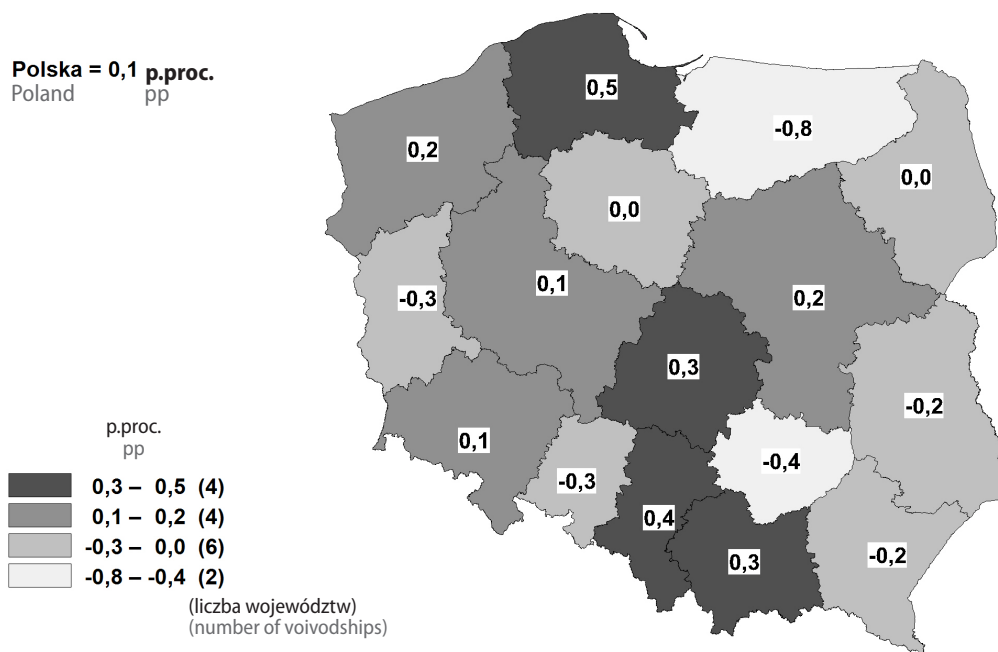 Polska = 0,1 p.proc.
Poland pp
0,5
-0,8
0,2
0,0
0,0
0,1
-0,3
0,2
0,3
-0,2
0,1
-0,4
-0,3
0,4
0,3
-0,2
p.proc.
pp
0,3 – 0,5 (4)
0,1 – 0,2 (4)
-0,3 – 0,0 (6)
-0,8 – -0,4 (2)
(liczba województw)
(number of voivodships)